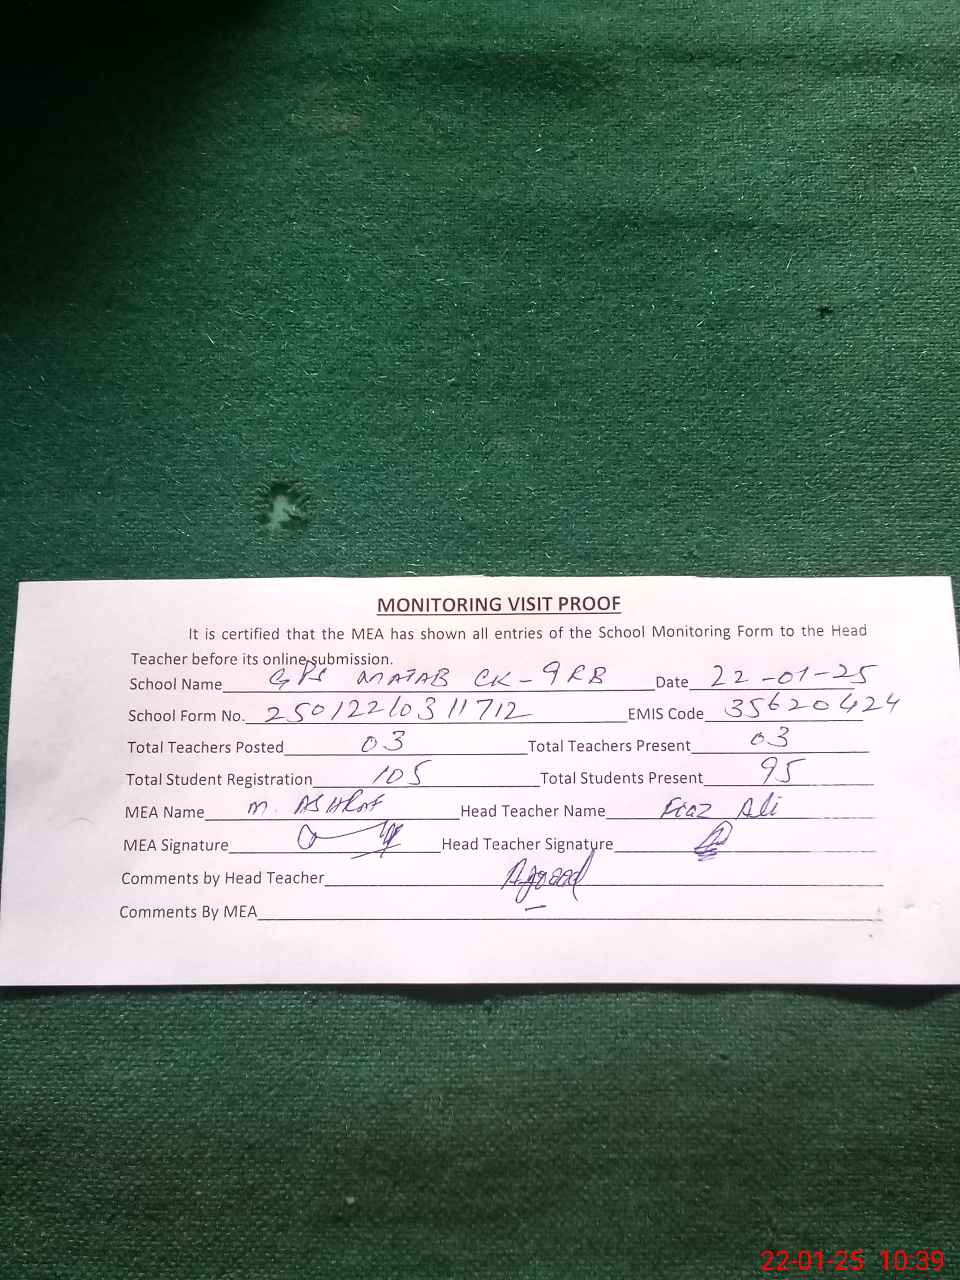 MONITORING VISIT PROOF
It is certified that the MEA has shown all entries of the School Monitoring Form to the Head
Teacher before its online submission.
School Name GPS MATAB CK-9RB Date 22-01-25
School Form No. 25012210311712 EMIS Code 35620424
Total Teachers Posted 03 Total Teachers Present 03
Total Student Registration 105 Total Students Present 95
MEA Name M. AShRaf Head Teacher Name Fiaz Ali
MEA Signature Head Teacher Signature
Comments by Head Teacher Agreed
Comments By MEA
22-01-25 10:39